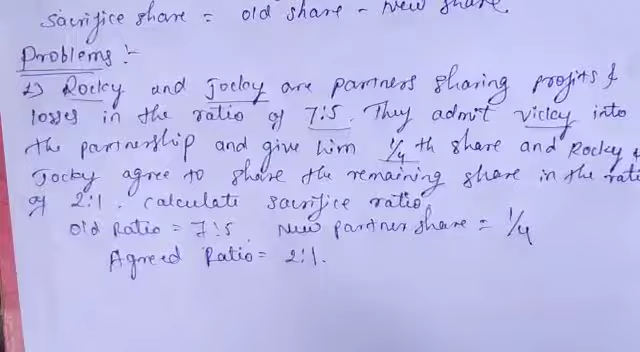 Sacrifice share = old share - New share.
Problems :-
1) Rocky and Jocky are partners sharing profits &
losses in the ratio of 7:5. They admit vicky into
the partnership and give him 1/4 th share and Rocky &
Jocky agree to share the remaining share in the ratio
of 2:1. calculate sacrifice ratio.
Old Ratio = 7:5. New partner share = 1/4
Agreed Ratio = 2:1.